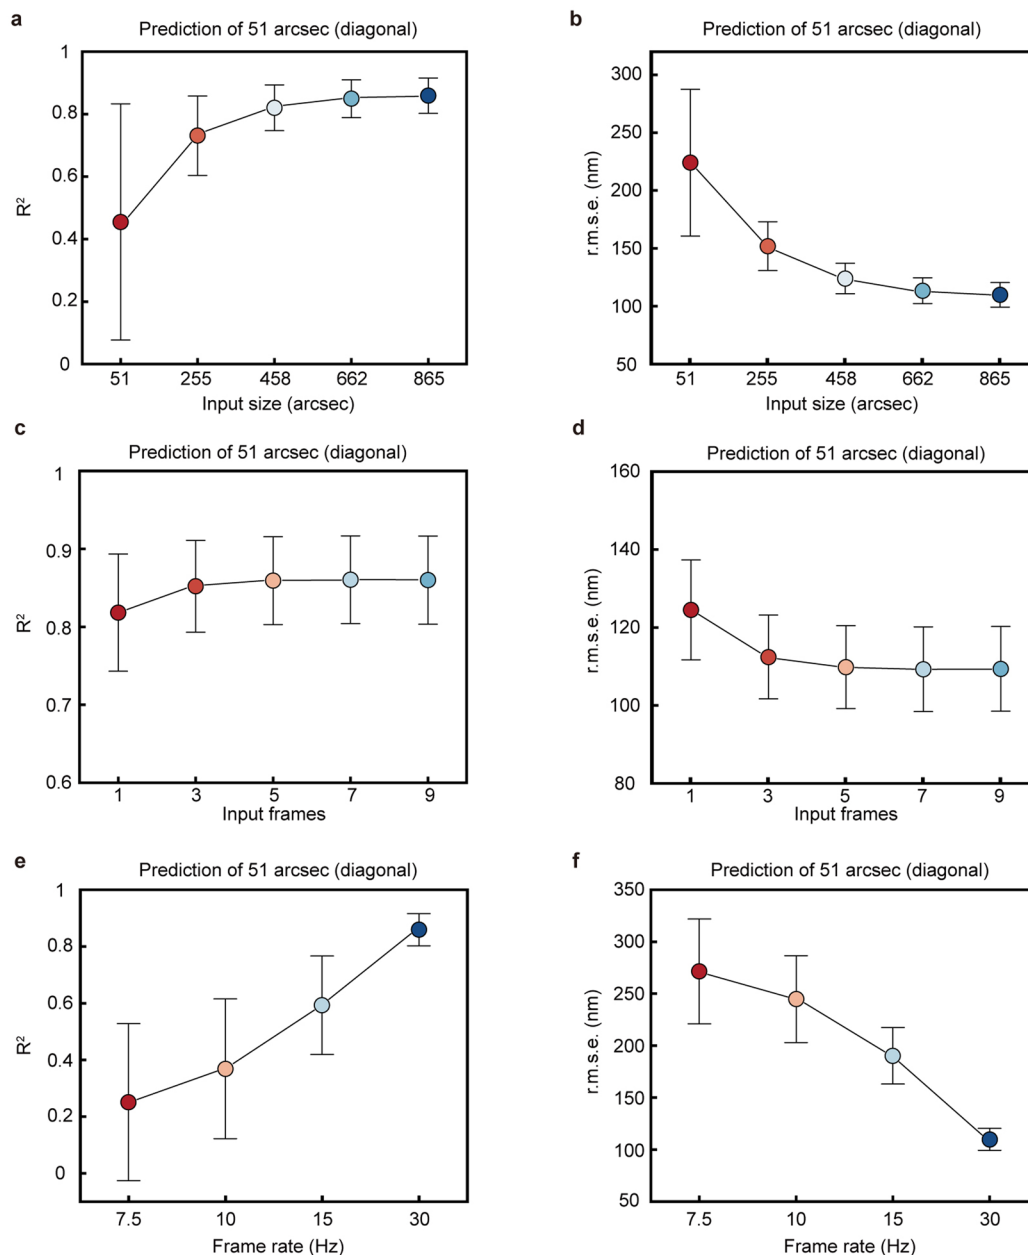 a
Prediction of 51 arcsec (diagonal)
1
0.8
0.6
0.4
0.2
0
R²
51 255 458 662 865
Input size (arcsec)
b
Prediction of 51 arcsec (diagonal)
300
250
200
150
100
50
r.m.s.e. (nm)
51 255 458 662 865
Input size (arcsec)
c
Prediction of 51 arcsec (diagonal)
1
0.9
0.8
0.7
0.6
R²
1 3 5 7 9
Input frames
d
Prediction of 51 arcsec (diagonal)
160
140
120
100
80
r.m.s.e. (nm)
1 3 5 7 9
Input frames
e
Prediction of 51 arcsec (diagonal)
1
0.8
0.6
0.4
0.2
0
R²
7.5 10 15 30
Frame rate (Hz)
f
Prediction of 51 arcsec (diagonal)
350
300
250
200
150
100
50
r.m.s.e. (nm)
7.5 10 15 30
Frame rate (Hz)